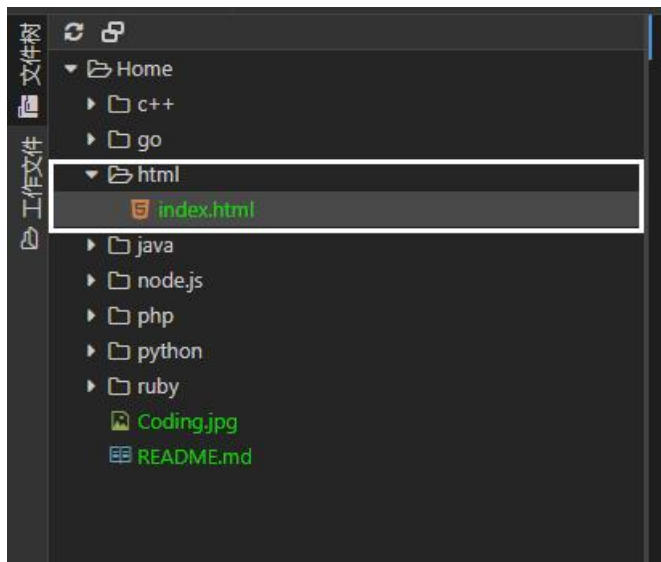 文件树
工作文件
Home
c++
go
html
index.html
java
node.js
php
python
ruby
Coding.jpg
README.md